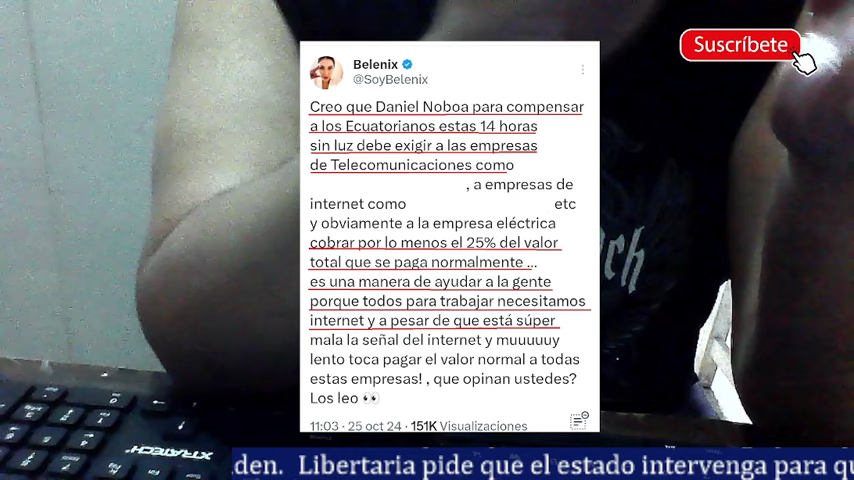 Suscríbete
Belenix
@SoyBelenix
Creo que Daniel Noboa para compensar
a los Ecuatorianos estas 14 horas
sin luz debe exigir a las empresas
de Telecomunicaciones como
, a empresas de
internet como etc
y obviamente a la empresa eléctrica
cobrar por lo menos el 25% del valor
total que se paga normalmente ...
es una manera de ayudar a la gente
porque todos para trabajar necesitamos
internet y a pesar de que está súper
mala la señal del internet y muuuuuy
lento toca pagar el valor normal a todas
estas empresas! , que opinan ustedes?
Los leo 👀
11:03 · 25 oct 24 · 151K Visualizaciones
XTRATECH
den. Libertaria pide que el estado intervenga para qu